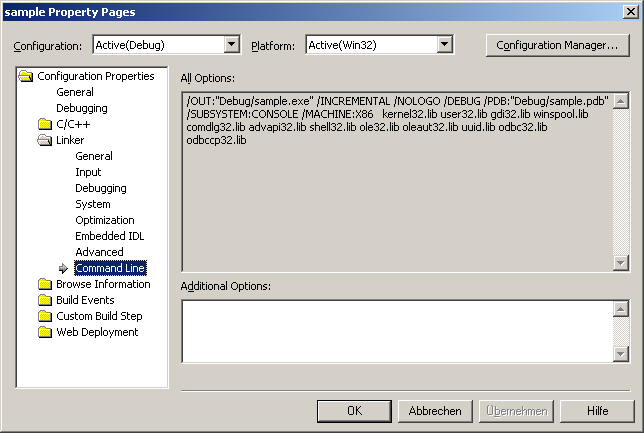 sample Property Pages
Configuration: Active(Debug) Platform: Active(Win32) Configuration Manager...
Configuration Properties
General
Debugging
C/C++
Linker
General
Input
Debugging
System
Optimization
Embedded IDL
Advanced
Command Line
Browse Information
Build Events
Custom Build Step
Web Deployment
All Options:
/OUT:"Debug/sample.exe" /INCREMENTAL /NOLOGO /DEBUG /PDB:"Debug/sample.pdb"
/SUBSYSTEM:CONSOLE /MACHINE:X86   kernel32.lib user32.lib gdi32.lib winspool.lib
comdlg32.lib advapi32.lib shell32.lib ole32.lib oleaut32.lib uuid.lib odbc32.lib
odbccp32.lib
Additional Options:
OK Abbrechen Übernehmen Hilfe